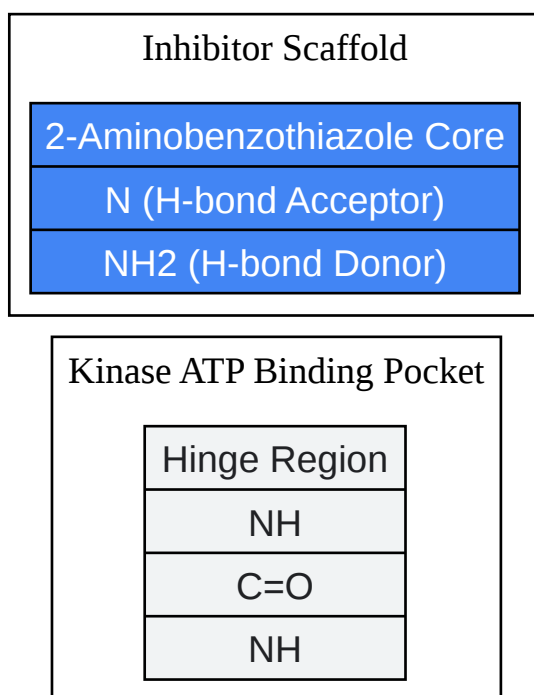 Inhibitor Scaffold
2-Aminobenzothiazole Core
N (H-bond Acceptor)
NH2 (H-bond Donor)
Kinase ATP Binding Pocket
Hinge Region
NH
C=O
NH